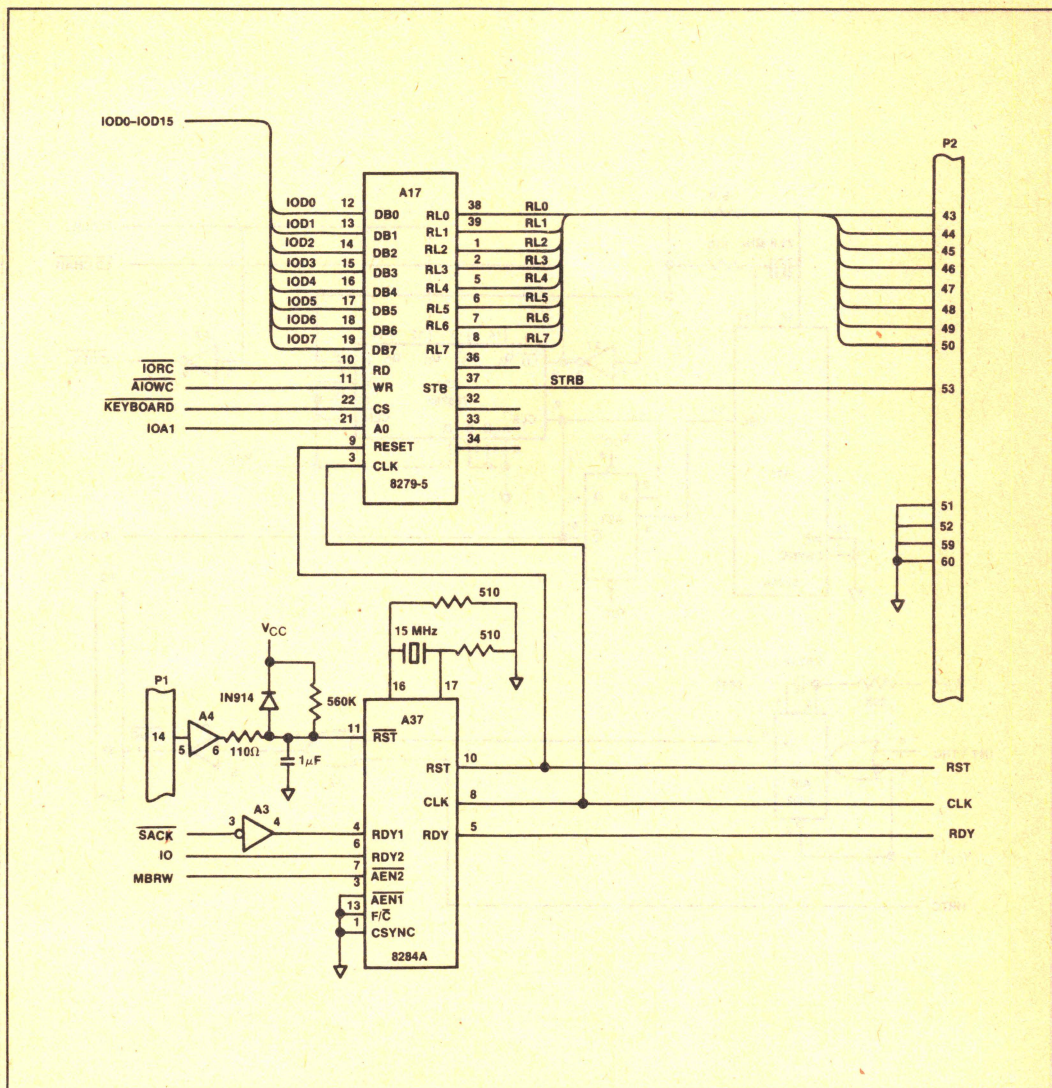 IOD0–IOD15
P2
A17
IOD0 12 DB0 RL0 38 RL0 43
IOD1 13 DB1 RL1 39 RL1 44
IOD2 14 DB2 RL2 1 RL2 45
IOD3 15 DB3 RL3 2 RL3 46
IOD4 16 DB4 RL4 5 RL4 47
IOD5 17 DB5 RL5 6 RL5 48
IOD6 18 DB6 RL6 7 RL6 49
IOD7 19 DB7 RL7 8 RL7 50
IORC 10 RD 36
AIOWC 11 WR STB 37 STRB 53
KEYBOARD 22 CS 32
IOA1 21 A0 33
9 RESET 34
3 CLK
8279-5
51
52
59
60
510
15 MHz 510
VCC
16 17
P1 IN914 560K
A4 A37
14 5 6 110Ω 11 RST
1μF
RST 10 RST
CLK 8 CLK
A3
SACK 3 4 4 RDY1 RDY 5 RDY
IO 6 RDY2
MBRW 7 AEN2
3 AEN1
13 F/C̅
1 CSYNC
8284A